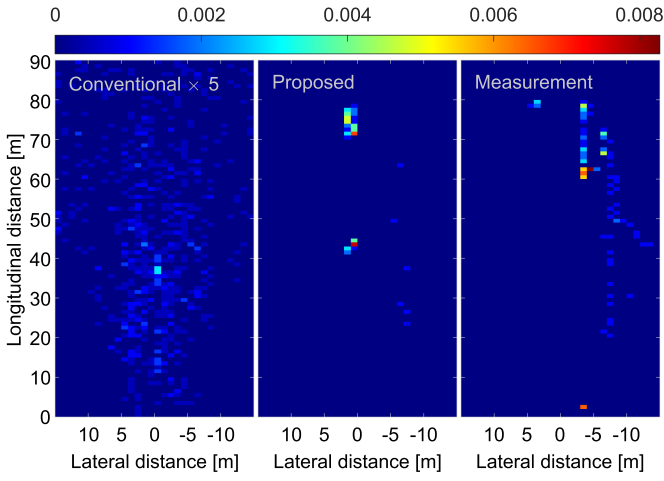 0 0.002 0.004 0.006 0.008
Conventional × 5 Proposed Measurement
90
80
70
60
50
40
30
20
10
0
Longitudinal distance [m]
10 5 0 -5 -10 10 5 0 -5 -10 10 5 0 -5 -10
Lateral distance [m] Lateral distance [m] Lateral distance [m]